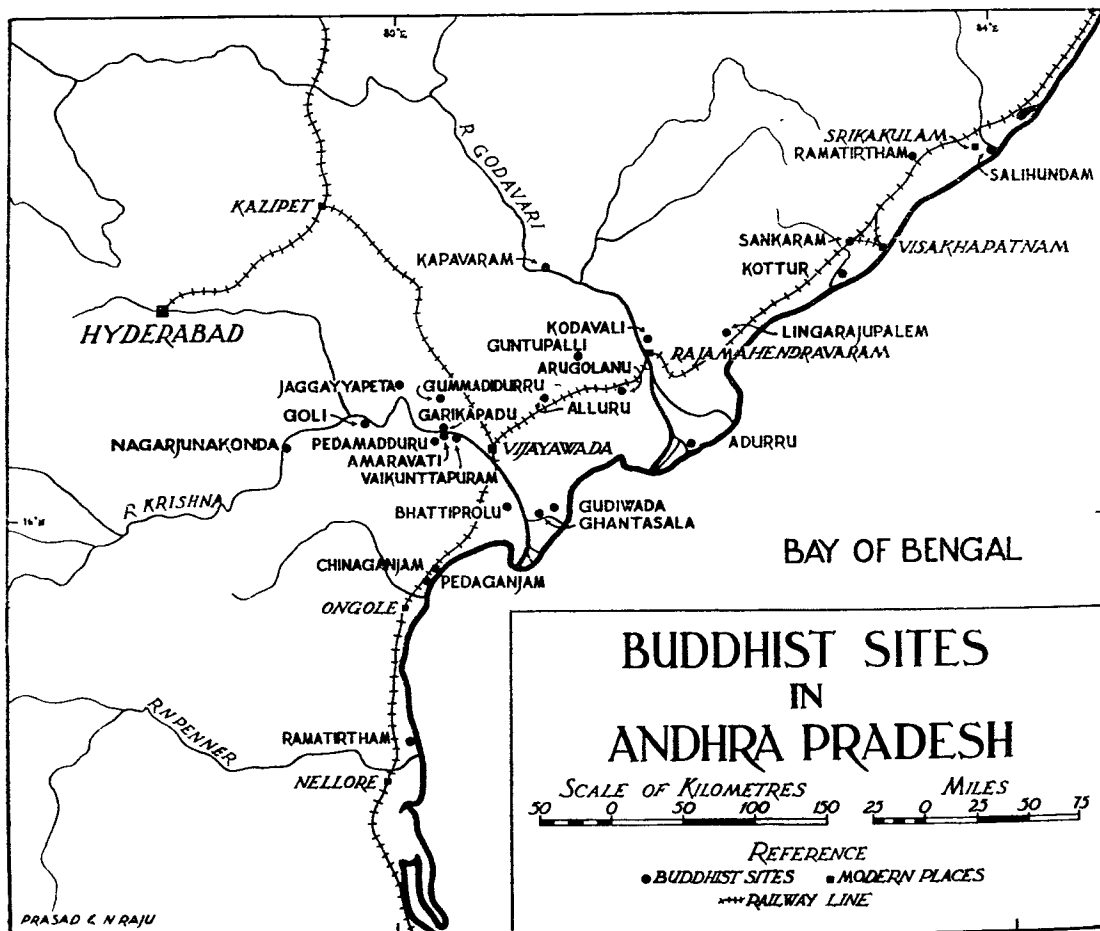 80°E
84°E
R GODAVARI
SRIKAKULAM
RAMATIRTHAM
SALIHUNDAM
KALIPET
SANKARAM
VISAKHAPATNAM
KAPAVARAM
KOTTUR
HYDERABAD
KODAVALI
LINGARAJUPALEM
GUNTUPALLI
RAJAMAHENDRAVARAM
ARUGOLANU
JAGGAYYAPETA
GUMMADIDURRU
ALLURU
GOLI
GARIKAPADU
NAGARJUNAKONDA
PEDAMADDURU
VIJAYAWADA
ADURRU
AMARAVATI
VAIKUNTTAPURAM
R KRISHNA
16°N
BHATTIPROLU
GUDIWADA
GHANTASALA
BAY OF BENGAL
CHINAGANJAM
PEDAGANJAM
ONGOLE
R N PENNER
RAMATIRTHAM
NELLORE
BUDDHIST SITES
IN
ANDHRA PRADESH
SCALE OF KILOMETRES
50 0 50 100 150
MILES
25 0 25 50 75
REFERENCE
BUDDHIST SITES
MODERN PLACES
RAILWAY LINE
PRASAD & N RAJU